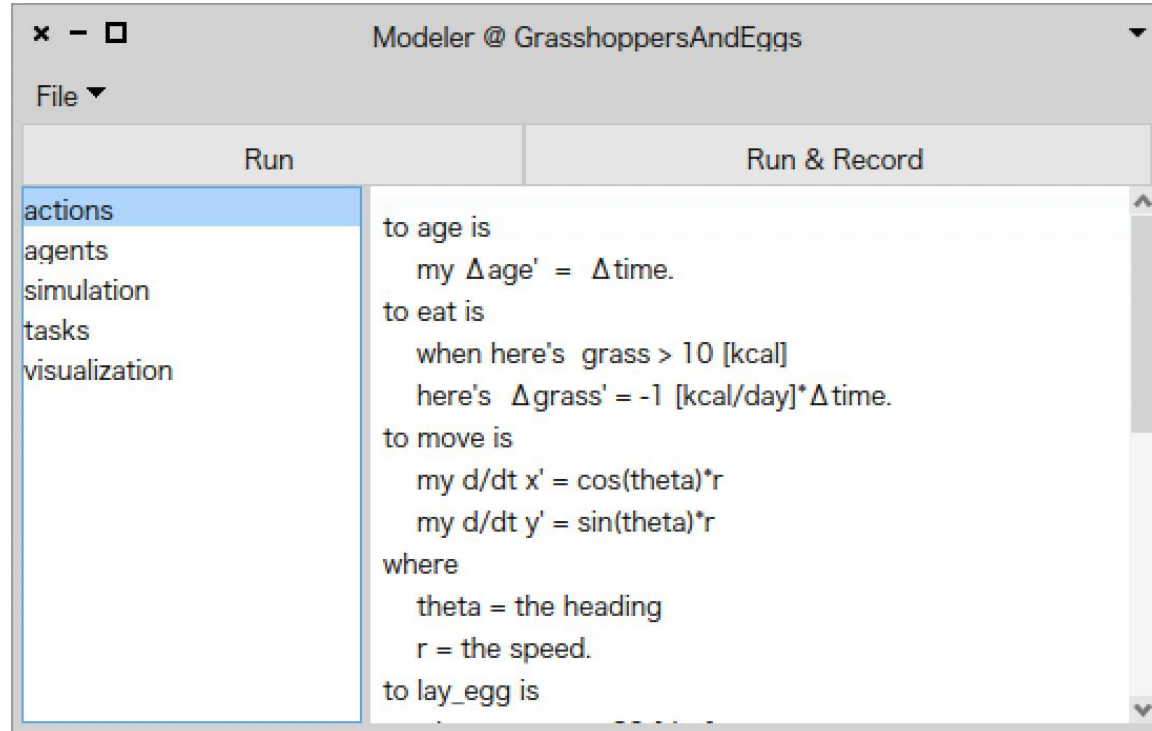 Modeler @ GrasshoppersAndEggs
File
Run
Run & Record
actions
agents
simulation
tasks
visualization
to age is
my Δage' = Δtime.
to eat is
when here's grass > 10 [kcal]
here's Δgrass' = -1 [kcal/day]*Δtime.
to move is
my d/dt x' = cos(theta)*r
my d/dt y' = sin(theta)*r
where
theta = the heading
r = the speed.
to lay_egg is